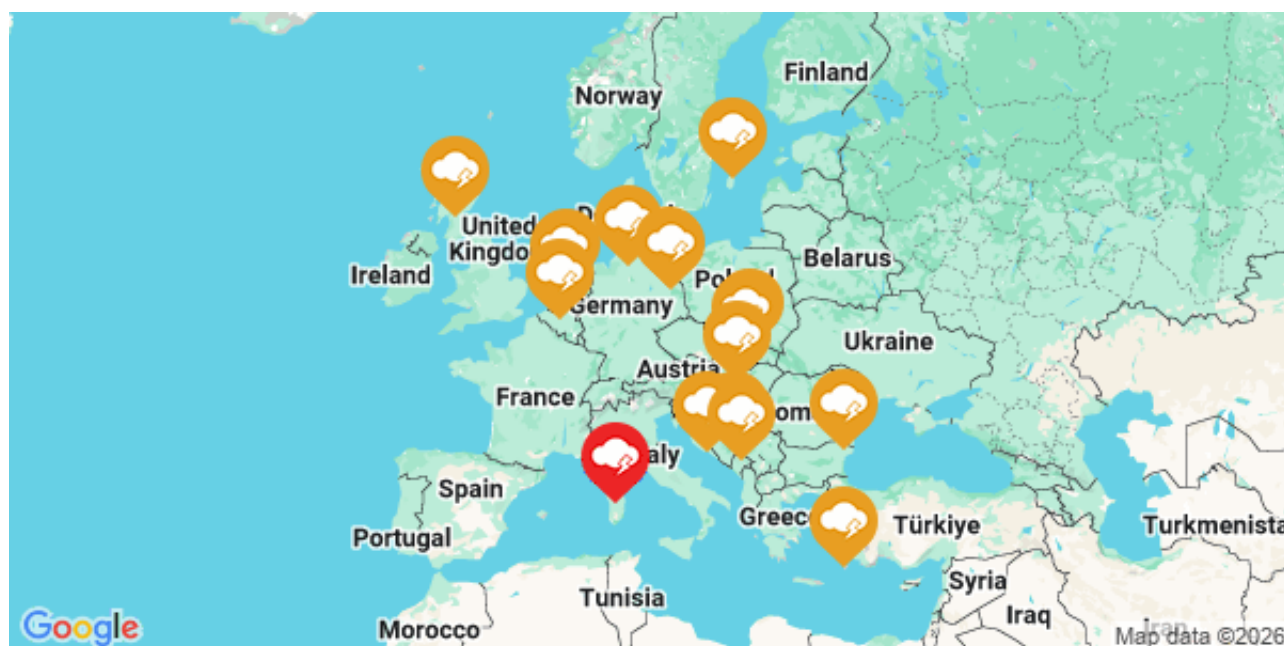 Finland
Norway
United
Kingdo
Ireland
Belarus
Germany
Ukraine
Austria
France
Spain
Greec
Türkiye
Portugal
Turkmenista
Syria
Tunisia
Iraq
Morocco
Iran
Google
Map data ©2026